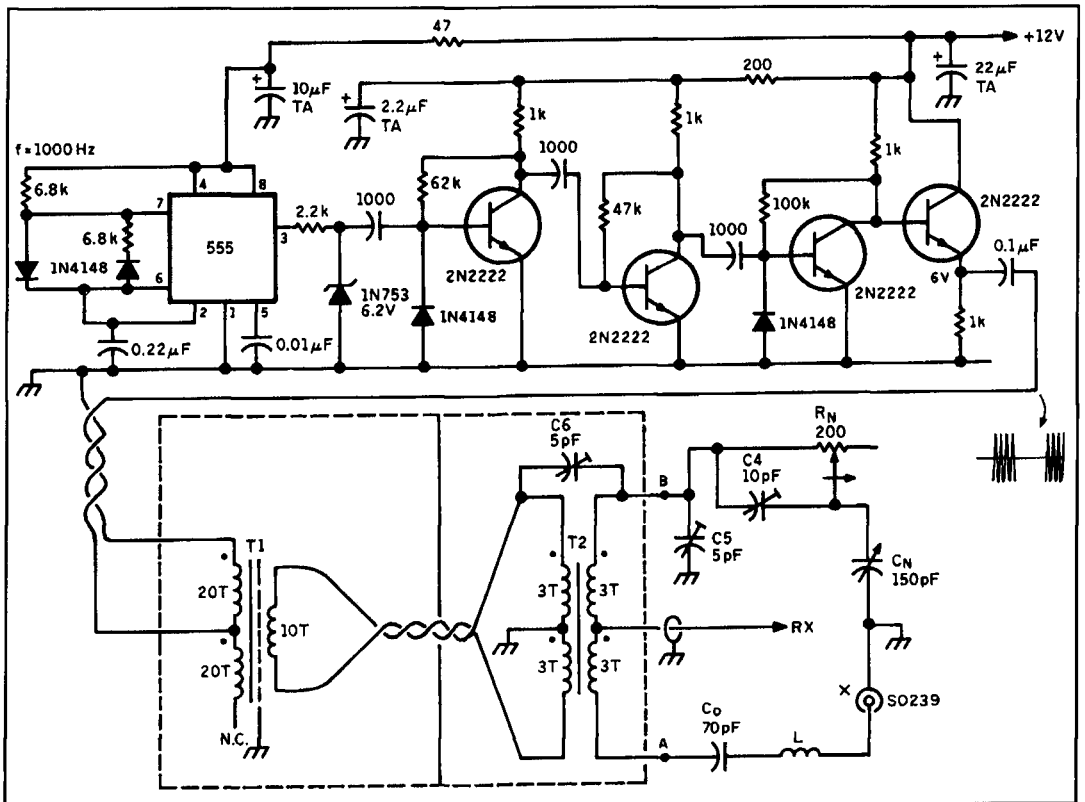 47
+12V
10µF
TA
2.2µF
TA
200
22µF
TA
f = 1000 Hz
1k
1k
1k
6.8k
4
8
7
6.8k
1N4148
6
555
3
2.2k
1000
62k
1000
47k
1000
100k
2N2222
0.1µF
6V
2N2222
1N753
6.2V
1N4148
2N2222
1N4148
2N2222
1k
2
1
5
0.22µF
0.01µF
C6
5pF
RN
200
C4
10pF
B
C5
5pF
CN
150pF
T1
20T
10T
20T
N.C.
T2
3T
3T
3T
3T
RX
X
SO239
Co
70pF
L
A